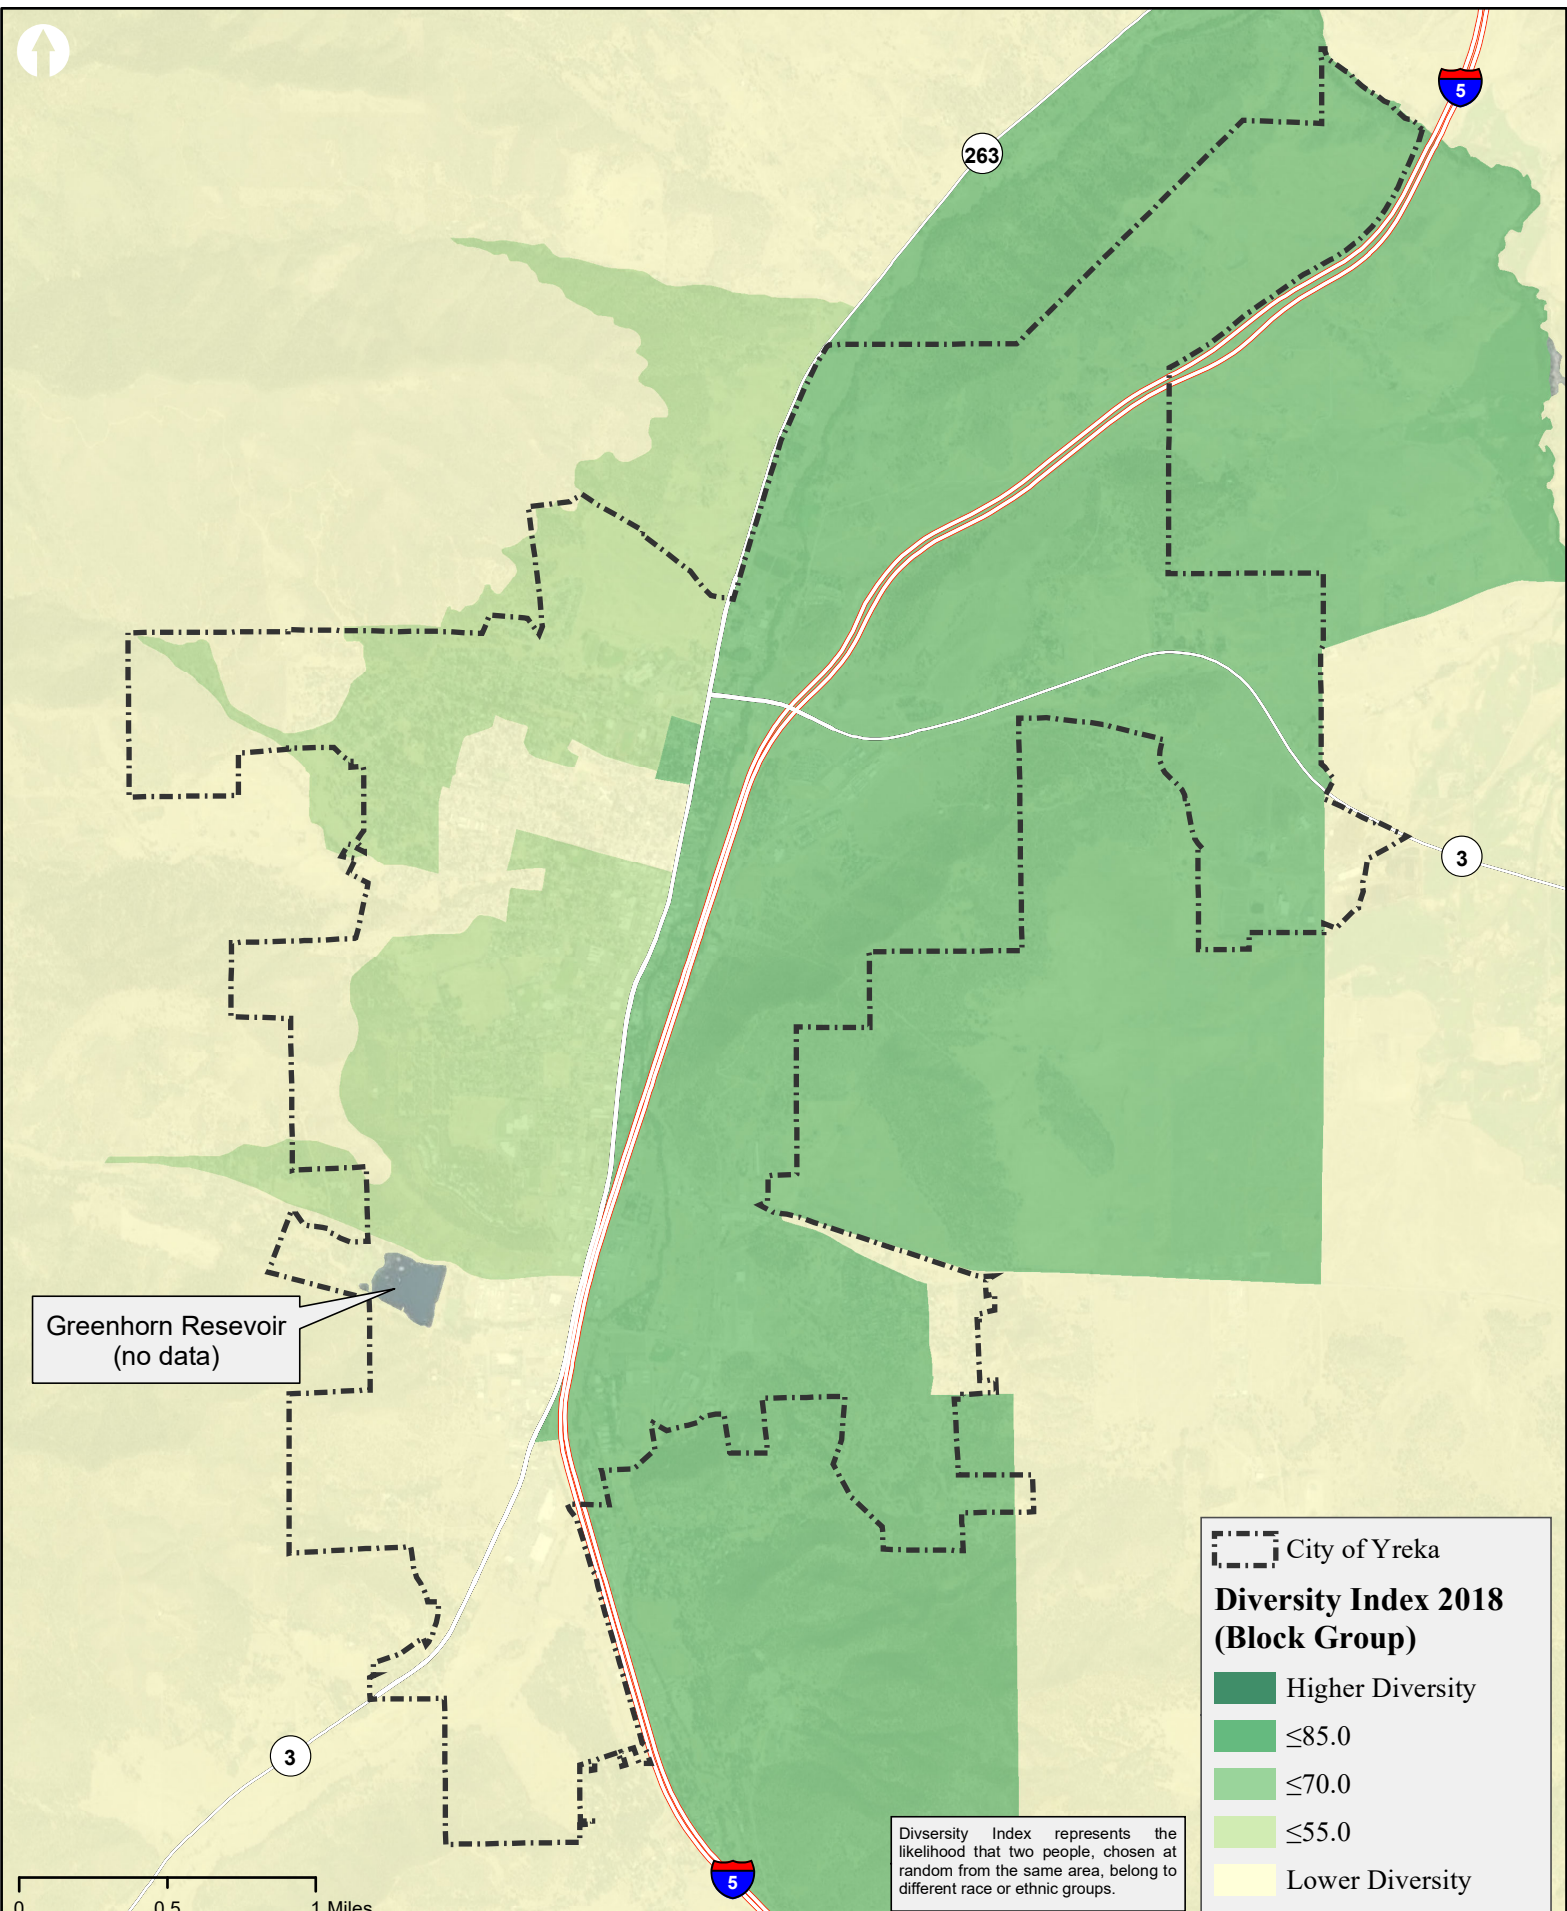 5
263
3
Greenhorn Resevoir
(no data)
3
5
City of Yreka
Diversity Index 2018
(Block Group)
Higher Diversity
≤85.0
≤70.0
≤55.0
Lower Diversity
Divsersity Index represents the
likelihood that two people, chosen at
random from the same area, belong to
different race or ethnic groups.
0 0.5 1 Miles